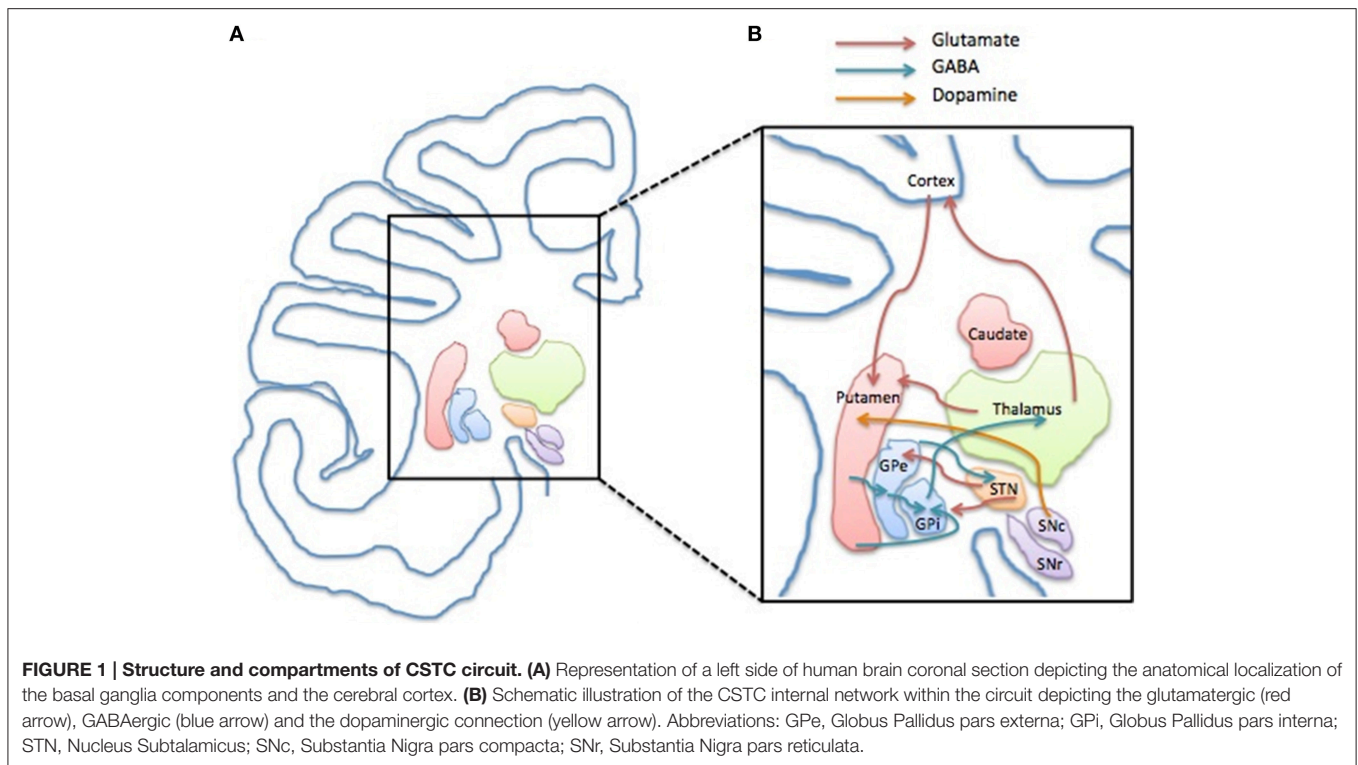 A
B
Glutamate
GABA
Dopamine
Cortex
Caudate
Putamen
Thalamus
GPe
STN
GPi
SNc
SNr
FIGURE 1 | Structure and compartments of CSTC circuit. (A) Representation of a left side of human brain coronal section depicting the anatomical localization of
the basal ganglia components and the cerebral cortex. (B) Schematic illustration of the CSTC internal network within the circuit depicting the glutamatergic (red
arrow), GABAergic (blue arrow) and the dopaminergic connection (yellow arrow). Abbreviations: GPe, Globus Pallidus pars externa; GPi, Globus Pallidus pars interna;
STN, Nucleus Subtalamicus; SNc, Substantia Nigra pars compacta; SNr, Substantia Nigra pars reticulata.